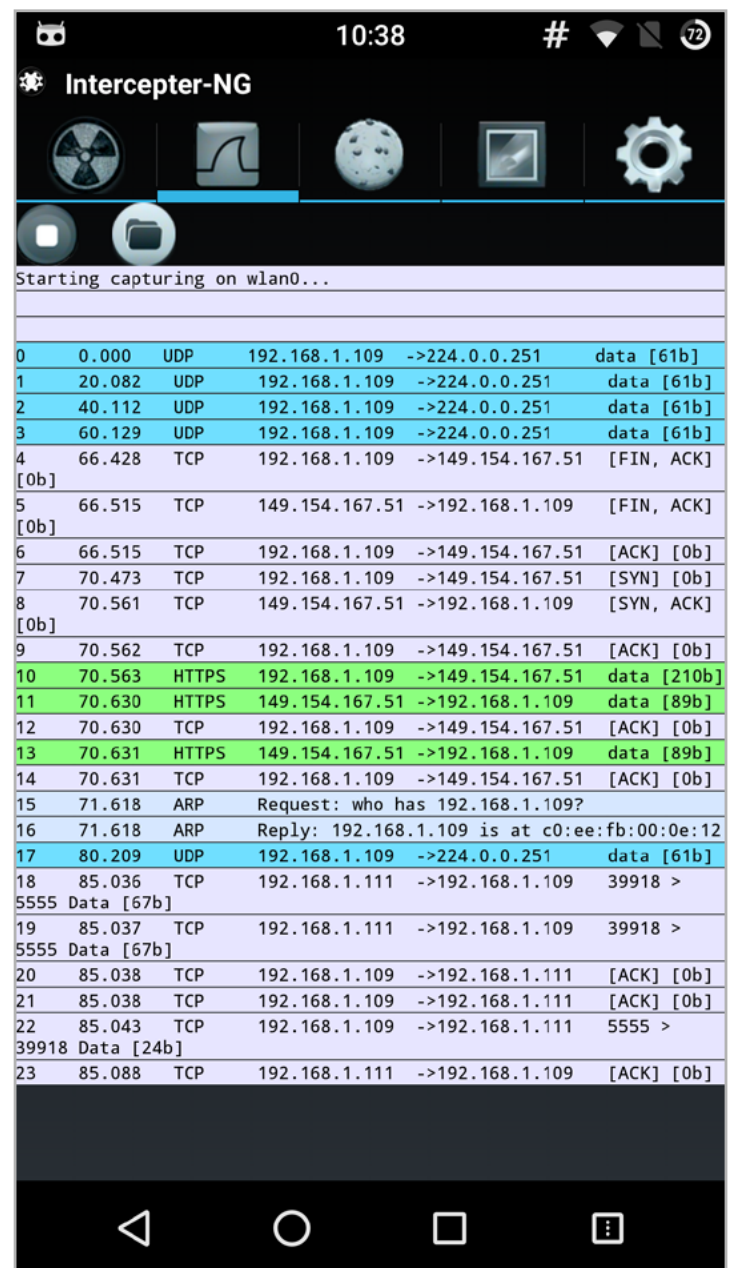 10:38
#
72
Intercepter-NG
Starting capturing on wlan0...
0 0.000 UDP 192.168.1.109 ->224.0.0.251 data [61b]
1 20.082 UDP 192.168.1.109 ->224.0.0.251 data [61b]
2 40.112 UDP 192.168.1.109 ->224.0.0.251 data [61b]
3 60.129 UDP 192.168.1.109 ->224.0.0.251 data [61b]
4 66.428 TCP 192.168.1.109 ->149.154.167.51 [FIN, ACK]
[0b]
5 66.515 TCP 149.154.167.51 ->192.168.1.109 [FIN, ACK]
[0b]
6 66.515 TCP 192.168.1.109 ->149.154.167.51 [ACK] [0b]
7 70.473 TCP 192.168.1.109 ->149.154.167.51 [SYN] [0b]
8 70.561 TCP 149.154.167.51 ->192.168.1.109 [SYN, ACK]
[0b]
9 70.562 TCP 192.168.1.109 ->149.154.167.51 [ACK] [0b]
10 70.563 HTTPS 192.168.1.109 ->149.154.167.51 data [210b]
11 70.630 HTTPS 149.154.167.51 ->192.168.1.109 data [89b]
12 70.630 TCP 192.168.1.109 ->149.154.167.51 [ACK] [0b]
13 70.631 HTTPS 149.154.167.51 ->192.168.1.109 data [89b]
14 70.631 TCP 192.168.1.109 ->149.154.167.51 [ACK] [0b]
15 71.618 ARP Request: who has 192.168.1.109?
16 71.618 ARP Reply: 192.168.1.109 is at c0:ee:fb:00:0e:12
17 80.209 UDP 192.168.1.109 ->224.0.0.251 data [61b]
18 85.036 TCP 192.168.1.111 ->192.168.1.109 39918 >
5555 Data [67b]
19 85.037 TCP 192.168.1.111 ->192.168.1.109 39918 >
5555 Data [67b]
20 85.038 TCP 192.168.1.109 ->192.168.1.111 [ACK] [0b]
21 85.038 TCP 192.168.1.109 ->192.168.1.111 [ACK] [0b]
22 85.043 TCP 192.168.1.109 ->192.168.1.111 5555 >
39918 Data [24b]
23 85.088 TCP 192.168.1.111 ->192.168.1.109 [ACK] [0b]